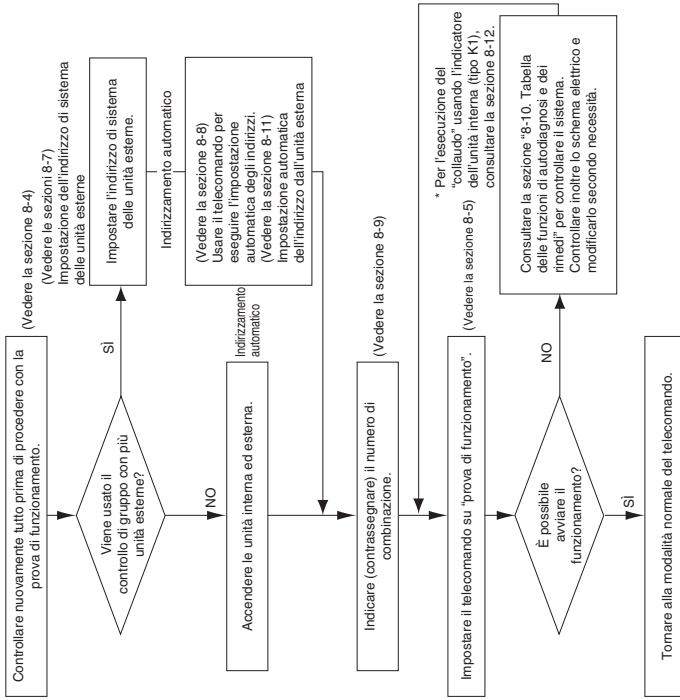 Controllare nuovamente tutto prima di procedere con la
prova di funzionamento.
(Vedere la sezione 8-4)
(Vedere le sezioni 8-7)
Impostazione dell'indirizzo di sistema
delle unità esterne
Viene usato il
controllo di gruppo con più
unità esterne?
SÌ
Impostare l'indirizzo di sistema
delle unità esterne.
NO
Indirizzamento automatico
Accendere le unità interna ed esterna.
Indirizzamento
automatico
(Vedere la sezione 8-8)
Usare il telecomando per
eseguire l'impostazione
automatica degli indirizzi.
(Vedere la sezione 8-11)
Impostazione automatica
dell'indirizzo dall'unità esterna
Indicare (contrassegnare) il numero di
combinazione.
(Vedere la sezione 8-9)
Impostare il telecomando su "prova di funzionamento".
(Vedere la sezione 8-5)
* Per l'esecuzione del
"collaudo" usando l'indicatore
dell'unità interna (tipo K1),
consultare la sezione 8-12.
È possibile
avviare il
funzionamento?
NO
Consultare la sezione "8-10. Tabella
delle funzioni di autodiagnosi e dei
rimedi" per controllare il sistema.
Controllare inoltre lo schema elettrico e
modificarlo secondo necessità.
SÌ
Tornare alla modalità normale del telecomando.